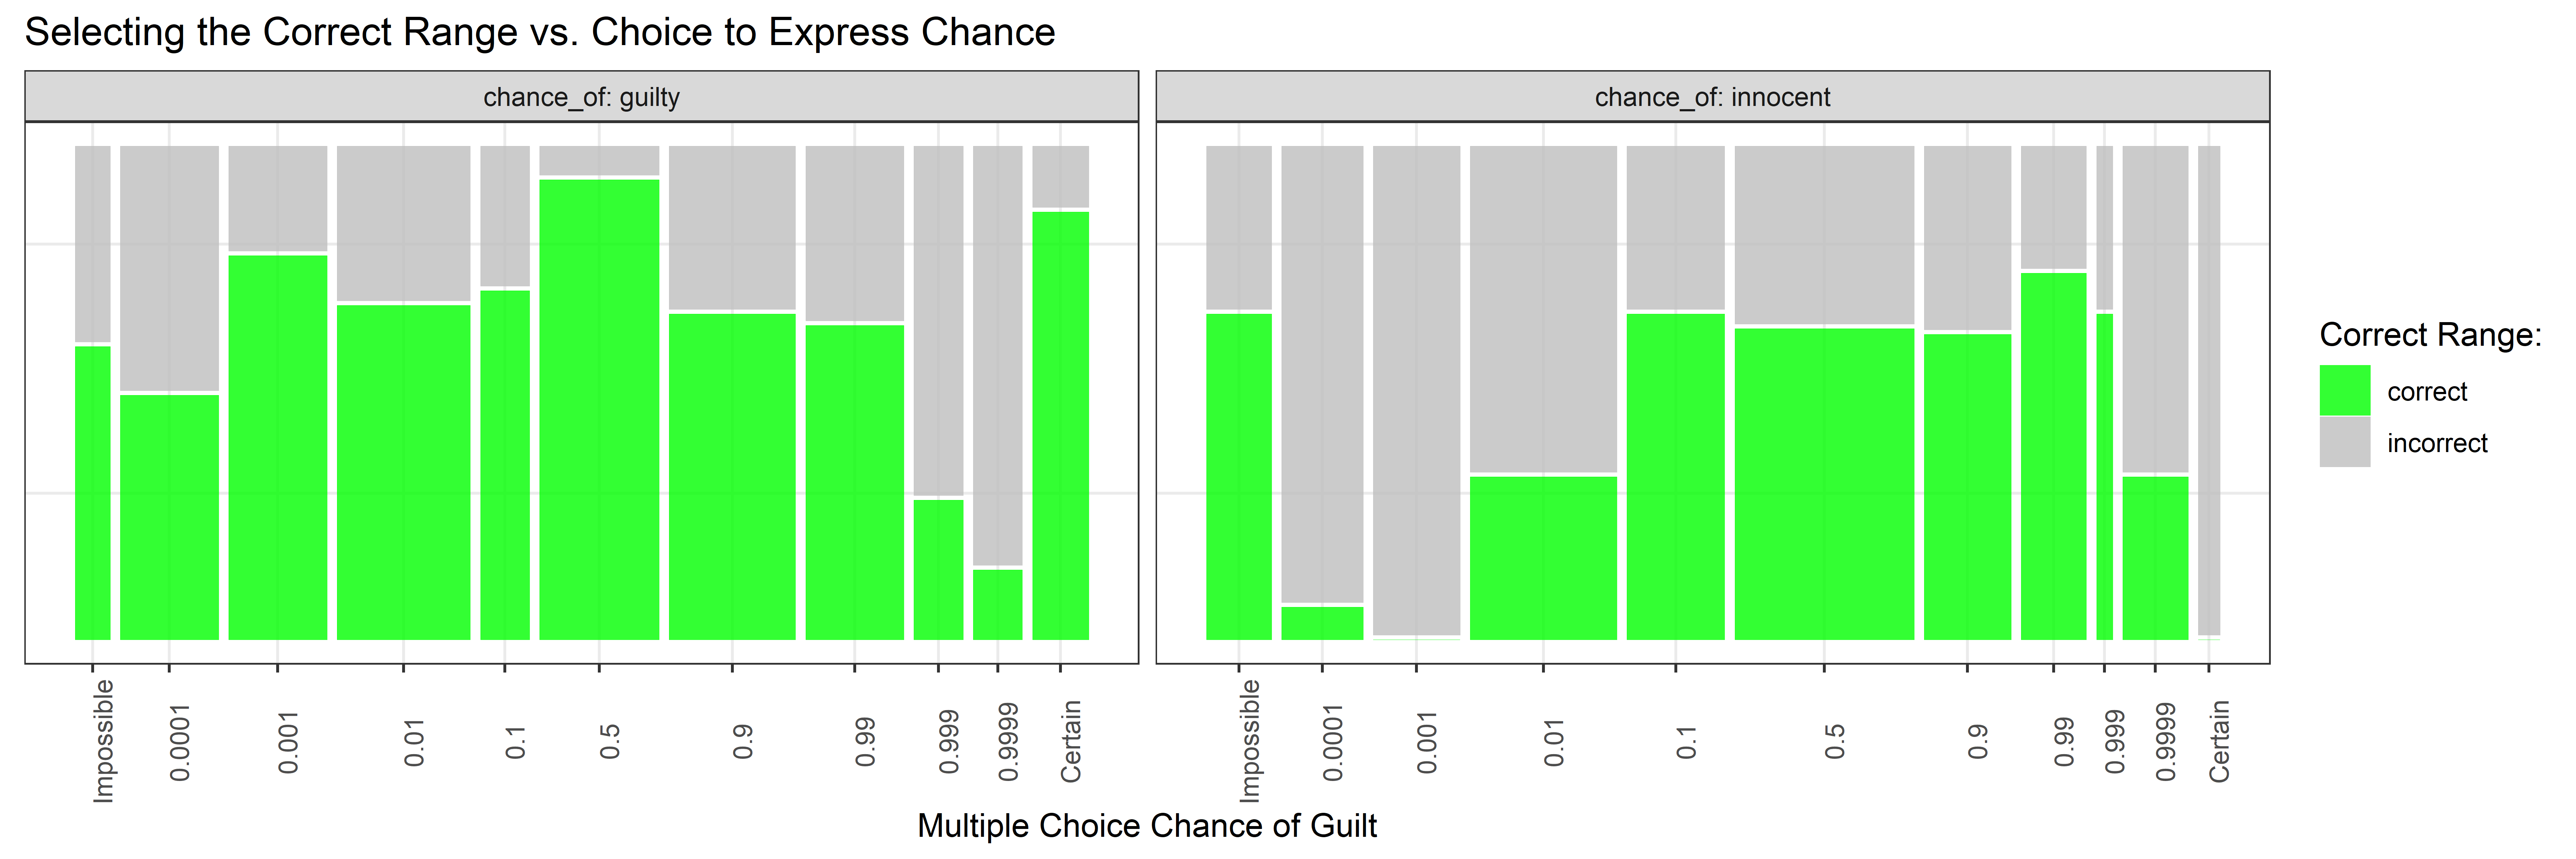 Selecting the Correct Range vs. Choice to Express Chance
chance_of: guilty
chance_of: innocent
Impossible
0.0001
0.001
0.01
0.1
0.5
0.9
0.99
0.999
0.9999
Certain
Impossible
0.0001
0.001
0.01
0.1
0.5
0.9
0.99
0.999
0.9999
Certain
Multiple Choice Chance of Guilt
Correct Range:
correct
incorrect